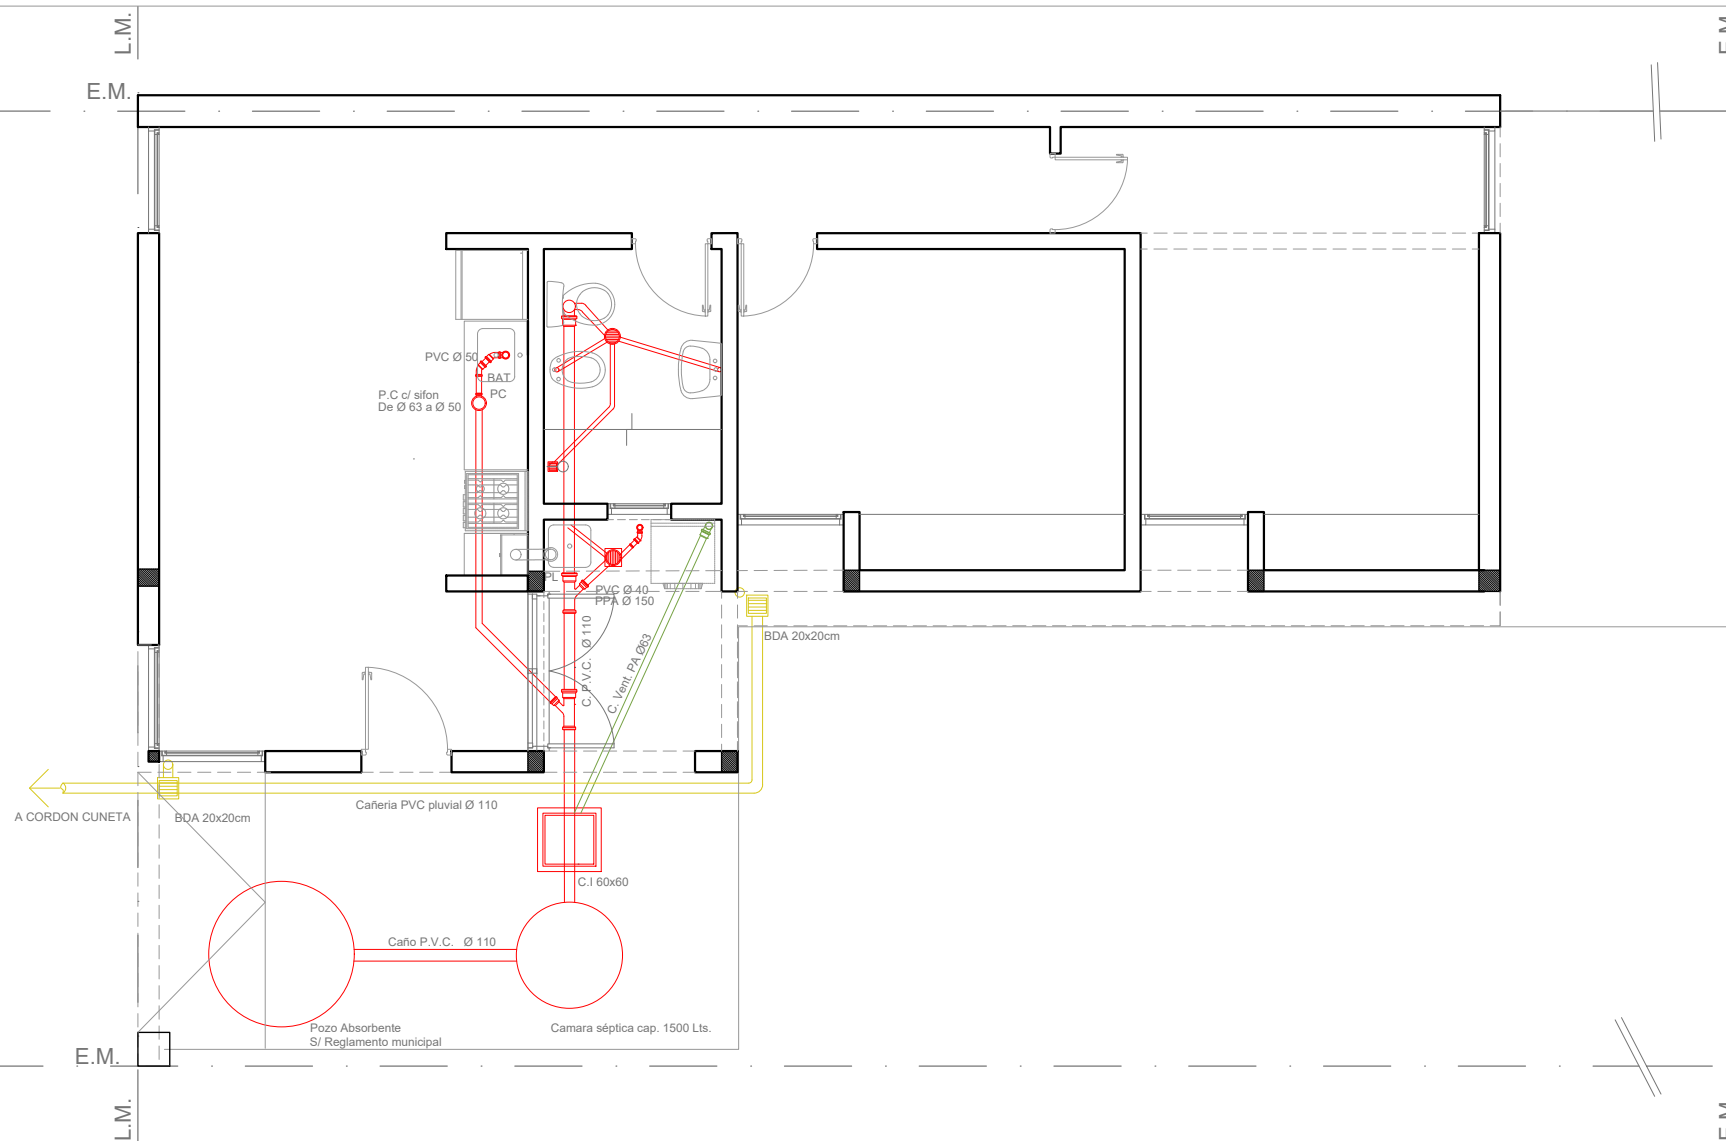 L.M.
E.M.
E.M.
PVC Ø 50
BAT
PC
P.C c/ sifon
De Ø 63 a Ø 50
PL
PVC Ø 40
PPA Ø 150
C. P.V.C. Ø 110
C. Vent. PA Ø63
BDA 20x20cm
Cañeria PVC pluvial Ø 110
A CORDON CUNETA
BDA 20x20cm
C.I 60x60
Caño P.V.C. Ø 110
Pozo Absorbente
S/ Reglamento municipal
Camara séptica cap. 1500 Lts.
E.M.
L.M.
E.M.